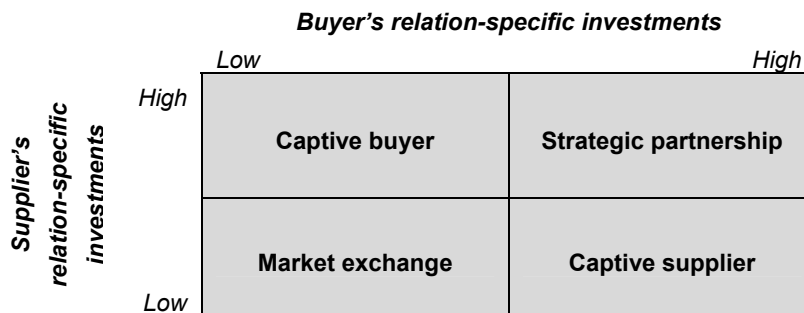 Buyer's relation-specific investments
Low High
High
Supplier's
relation-specific
investments
Captive buyer Strategic partnership
Market exchange Captive supplier
Low